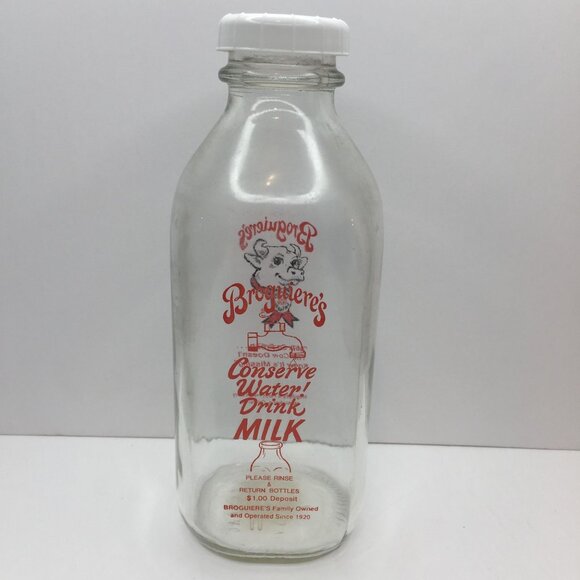 Broguiere's
Broguiere's
Conserve
Water!
Drink
MILK
PLEASE RINSE
&
RETURN BOTTLES
$1.00 Deposit
BROGUIERE'S Family Owned
and Operated Since 1920